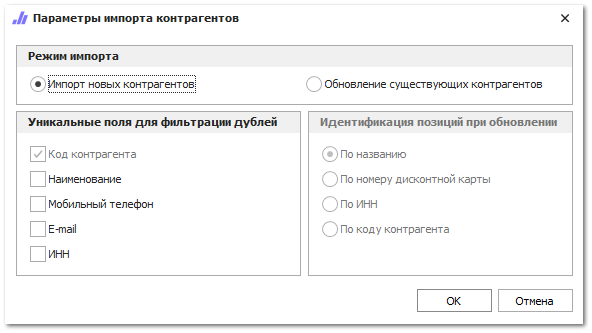 Параметры импорта контрагентов
Режим импорта
Импорт новых контрагентов
Обновление существующих контрагентов
Уникальные поля для фильтрации дублей
Код контрагента
Наименование
Мобильный телефон
E-mail
ИНН
Идентификация позиций при обновлении
По названию
По номеру дисконтной карты
По ИНН
По коду контрагента
OK
Отмена